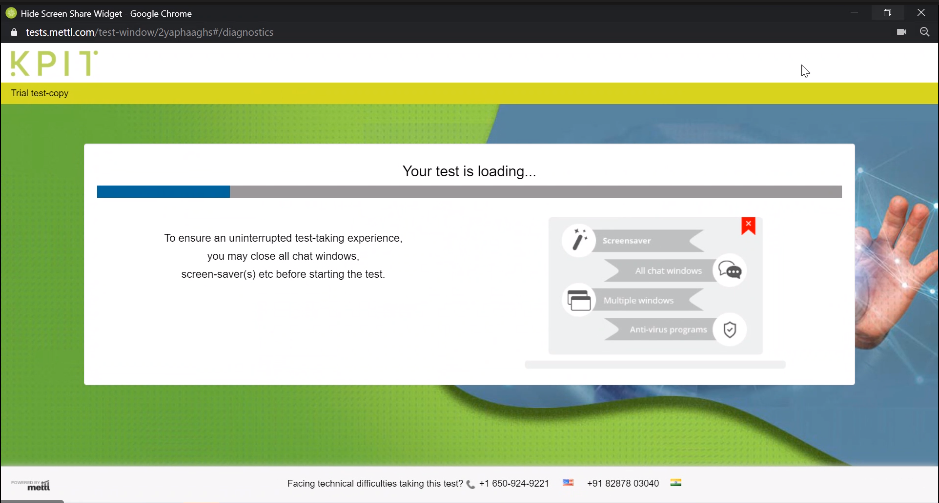 Hide Screen Share Widget - Google Chrome
tests.mettl.com/test-window/2yaphaaghs#/diagnostics
KPIT
Trial test-copy
Your test is loading...
To ensure an uninterrupted test-taking experience,
you may close all chat windows,
screen-saver(s) etc before starting the test.
Screensaver
All chat windows
Multiple windows
Anti-virus programs
POWERED BY mettl
Facing technical difficulties taking this test? +1 650-924-9221 +91 82878 03040